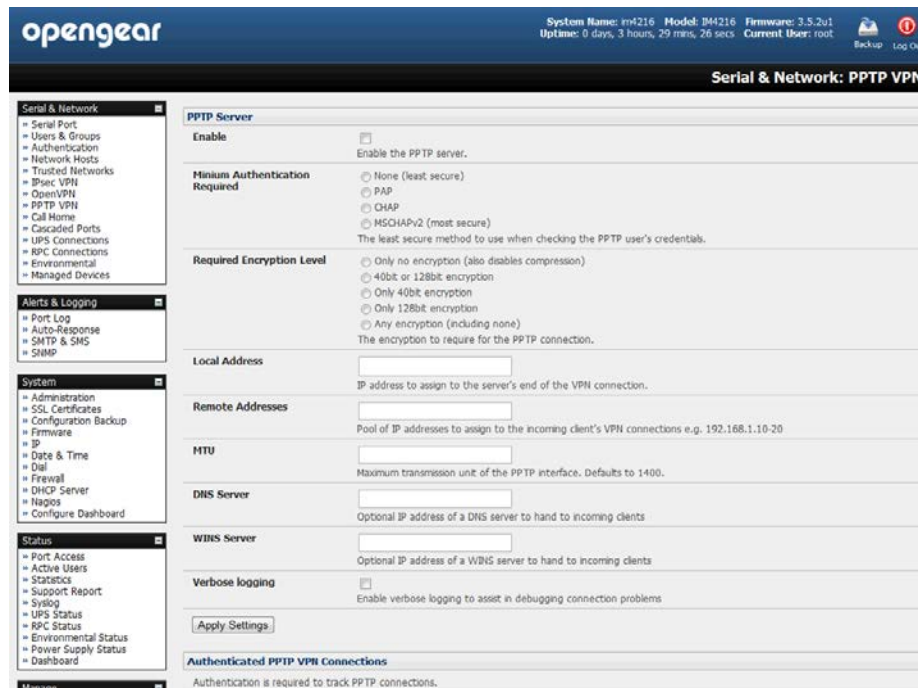 opengear
System Name: im4216 Model: IM4216 Firmware: 3.5.2u1
Uptime: 0 days, 3 hours, 29 mins, 26 secs Current User: root
Backup
Log Ou
Serial & Network: PPTP VPN
Serial & Network
» Serial Port
» Users & Groups
» Authentication
» Network Hosts
» Trusted Networks
» IPsec VPN
» OpenVPN
» PPTP VPN
» Call Home
» Cascaded Ports
» UPS Connections
» RPC Connections
» Environmental
» Managed Devices
Alerts & Logging
» Port Log
» Auto-Response
» SMTP & SMS
» SNMP
System
» Administration
» SSL Certificates
» Configuration Backup
» Firmware
» IP
» Date & Time
» Dial
» Firewall
» DHCP Server
» Nagios
» Configure Dashboard
Status
» Port Access
» Active Users
» Statistics
» Support Report
» Syslog
» UPS Status
» RPC Status
» Environmental Status
» Power Supply Status
» Dashboard
Manage
PPTP Server
Enable
Enable the PPTP server.
Minium Authentication
Required
None (least secure)
PAP
CHAP
MSCHAPv2 (most secure)
The least secure method to use when checking the PPTP user's credentials.
Required Encryption Level
Only no encryption (also disables compression)
40bit or 128bit encryption
Only 40bit encryption
Only 128bit encryption
Any encryption (including none)
The encryption to require for the PPTP connection.
Local Address
IP address to assign to the server's end of the VPN connection.
Remote Addresses
Pool of IP addresses to assign to the incoming client's VPN connections e.g. 192.168.1.10-20
MTU
Maximum transmission unit of the PPTP interface. Defaults to 1400.
DNS Server
Optional IP address of a DNS server to hand to incoming clients
WINS Server
Optional IP address of a WINS server to hand to incoming clients
Verbose logging
Enable verbose logging to assist in debugging connection problems
Apply Settings
Authenticated PPTP VPN Connections
Authentication is required to track PPTP connections.